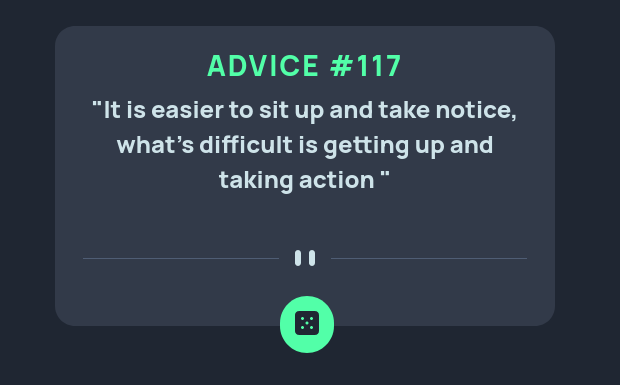 ADVICE #117
"It is easier to sit up and take notice,
what's difficult is getting up and
taking action "